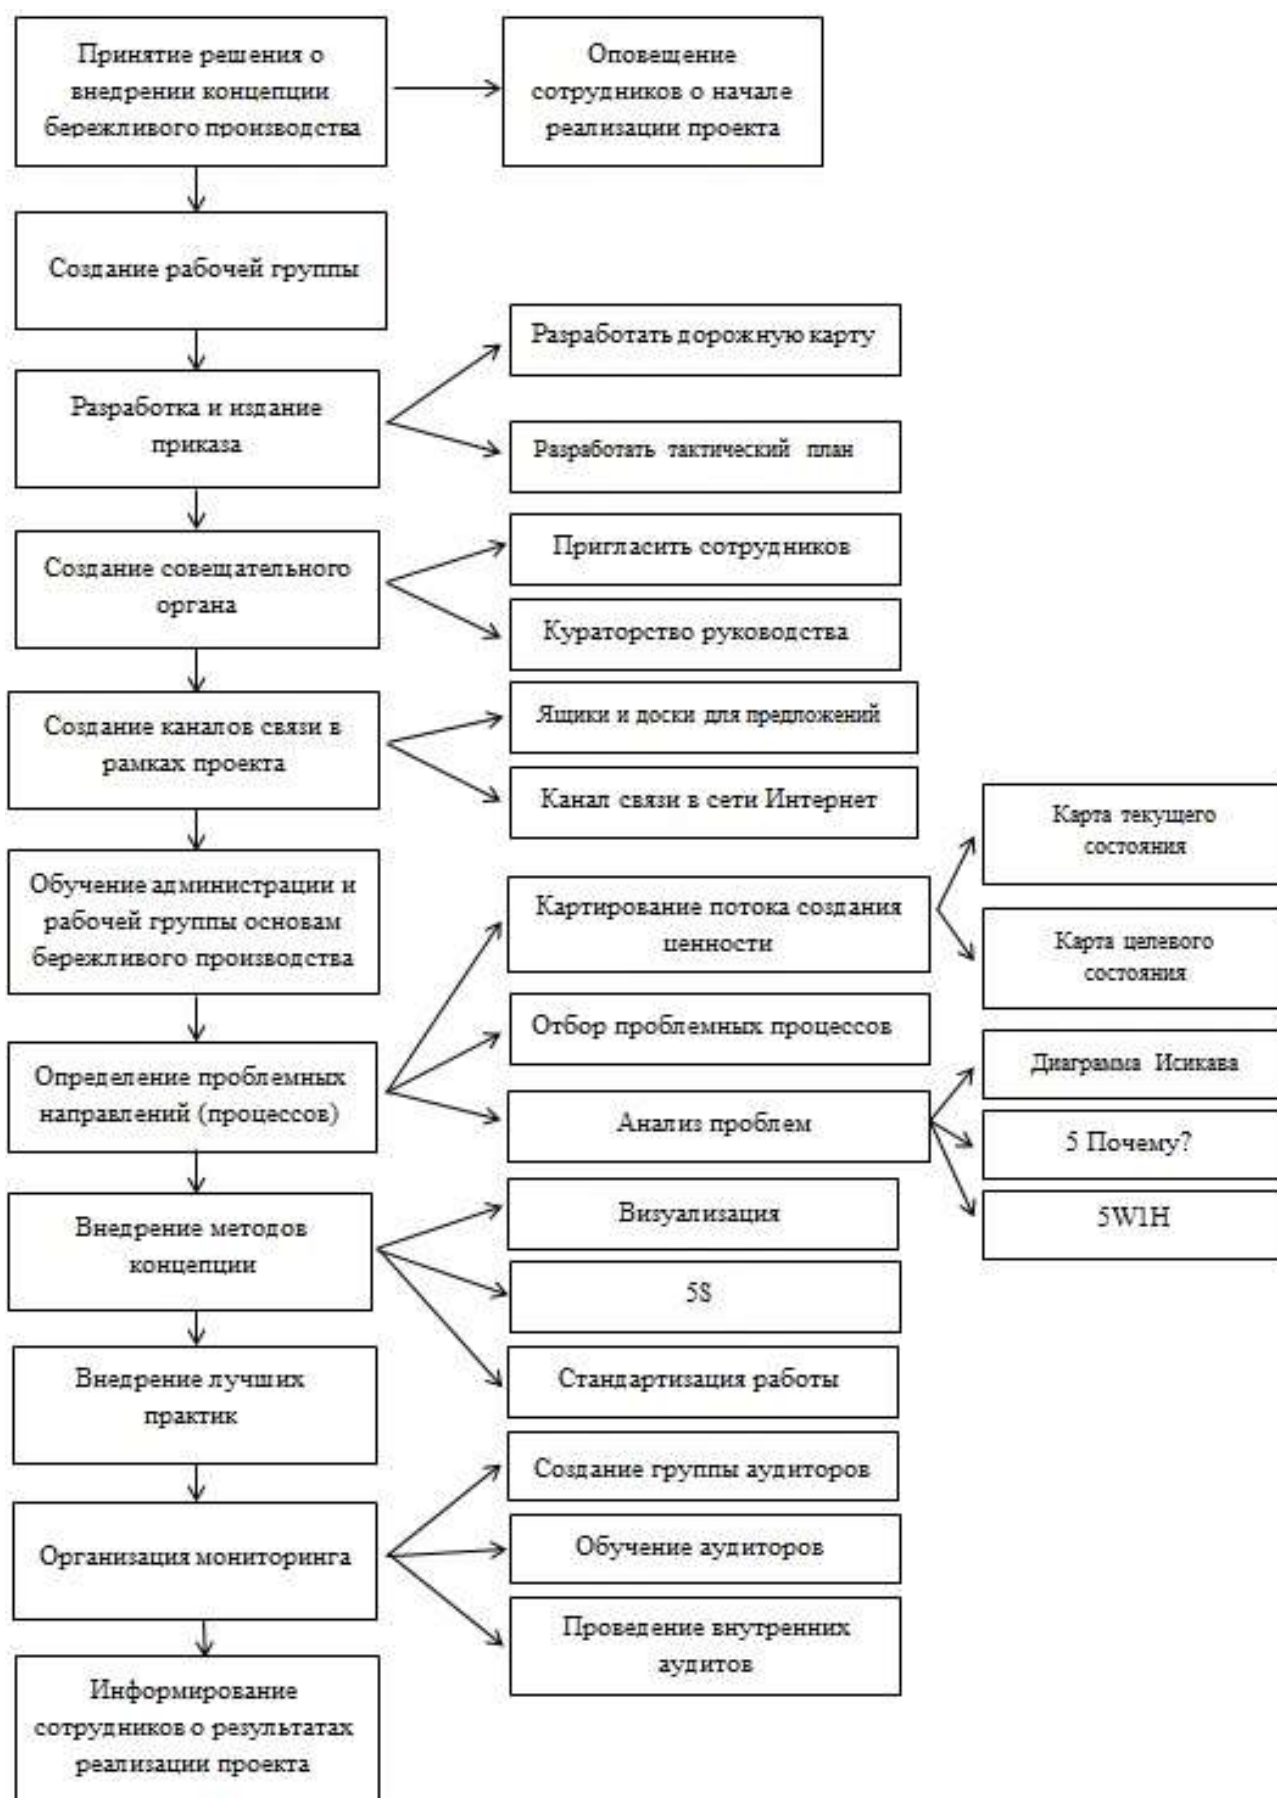 Принятие решения о
внедрении концепции
бережливого производства
Оповещение
сотрудников о начале
реализации проекта
Создание рабочей группы
Разработка и издание
приказа
Разработать дорожную карту
Разработать тактический план
Создание совещательного
органа
Пригласить сотрудников
Кураторство руководства
Создание каналов связи в
рамках проекта
Ящики и доски для предложений
Канал связи в сети Интернет
Обучение администрации и
рабочей группы основам
бережливого производства
Определение проблемных
направлений (процессов)
Картирование потока создания
ценности
Карта текущего
состояния
Карта целевого
состояния
Отбор проблемных процессов
Анализ проблем
Диаграмма Исикава
5 Почему?
5W1H
Внедрение методов
концепции
Визуализация
5S
Стандартизация работы
Внедрение лучших
практик
Организация мониторинга
Создание группы аудиторов
Обучение аудиторов
Проведение внутренних
аудитов
Информирование
сотрудников о результатах
реализации проекта